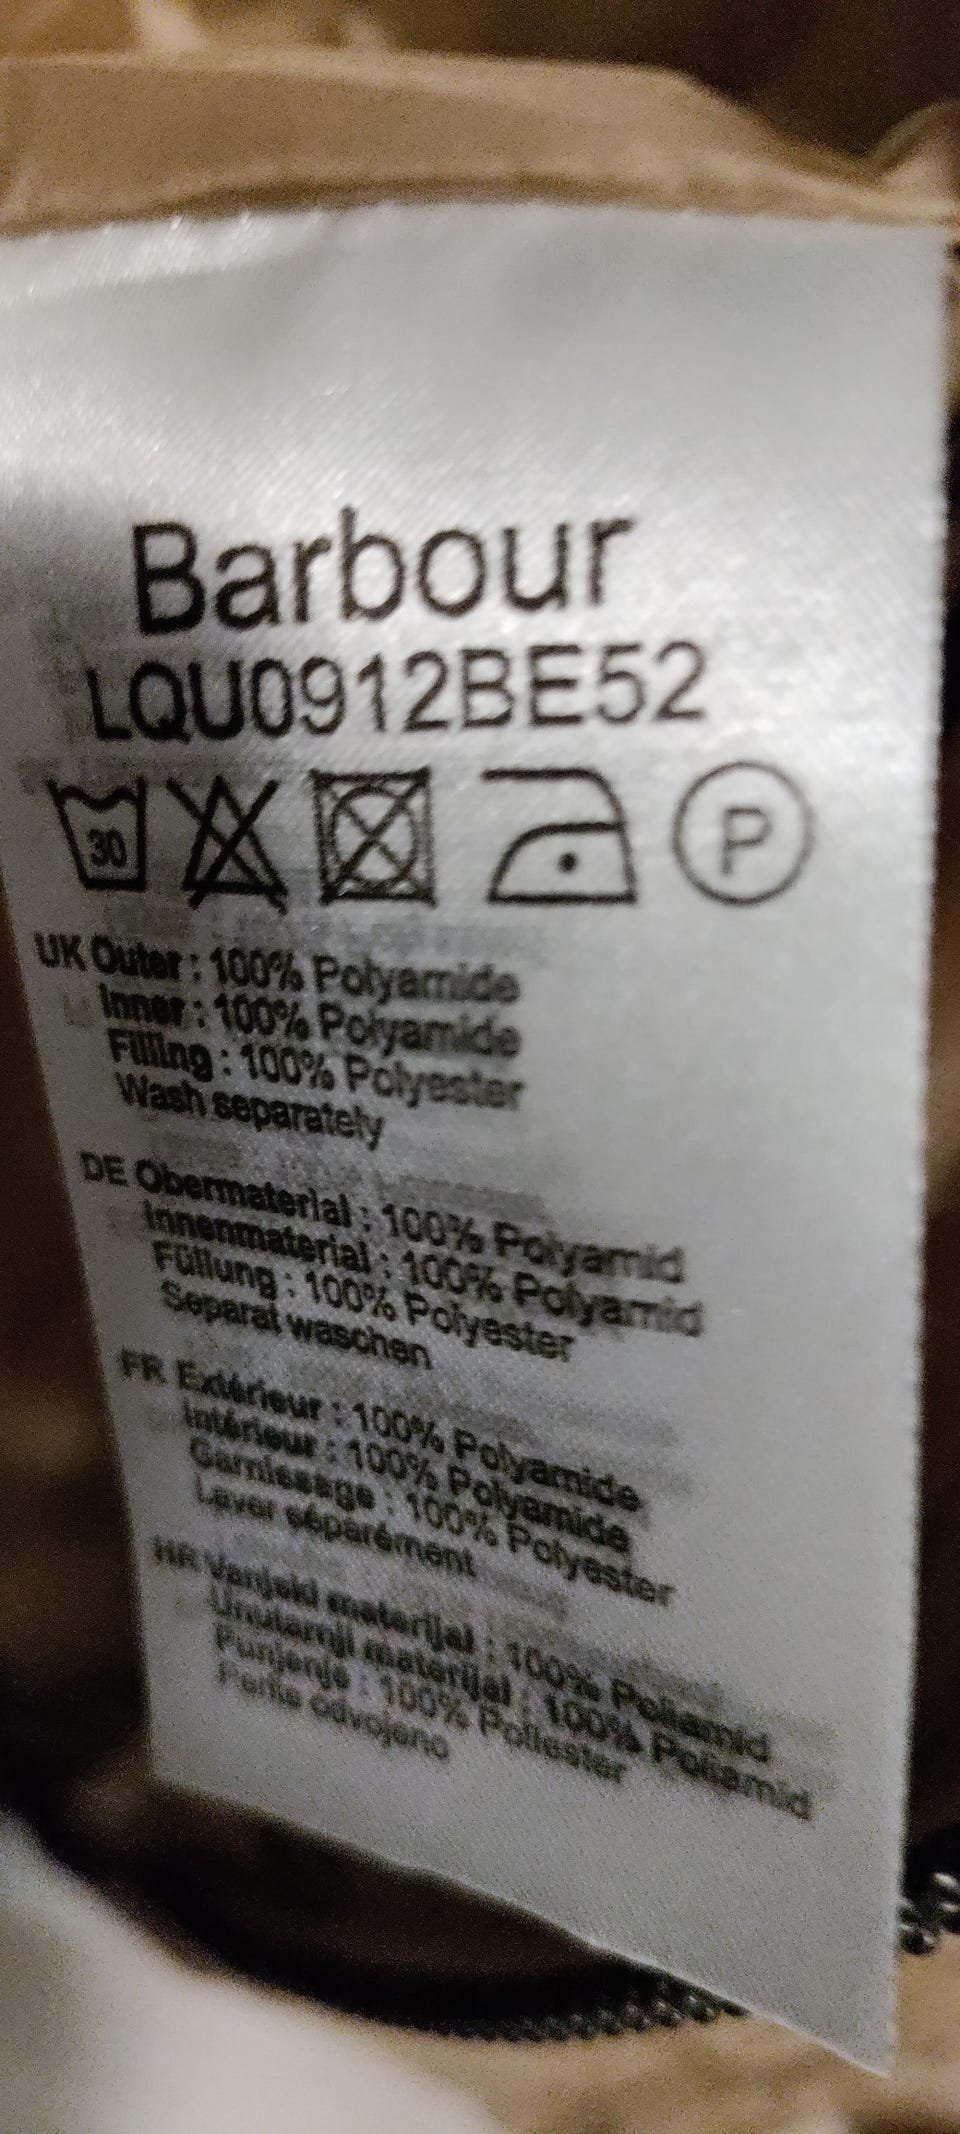 Barbour
LQU0912BE52
30 P
UK Outer : 100% Polyamide
Inner : 100% Polyamide
Filling : 100% Polyester
Wash separately
DE Obermaterial : 100% Polyamid
Innenmaterial : 100% Polyamid
Füllung : 100% Polyester
Separat waschen
FR Extérieur : 100% Polyamide
Intérieur : 100% Polyamide
Garnissage : 100% Polyester
Laver séparément
HR Vanjski materijal : 100% Poliamid
Unutarnji materijal : 100% Poliamid
Punjenje : 100% Poliester
Perite odvojeno